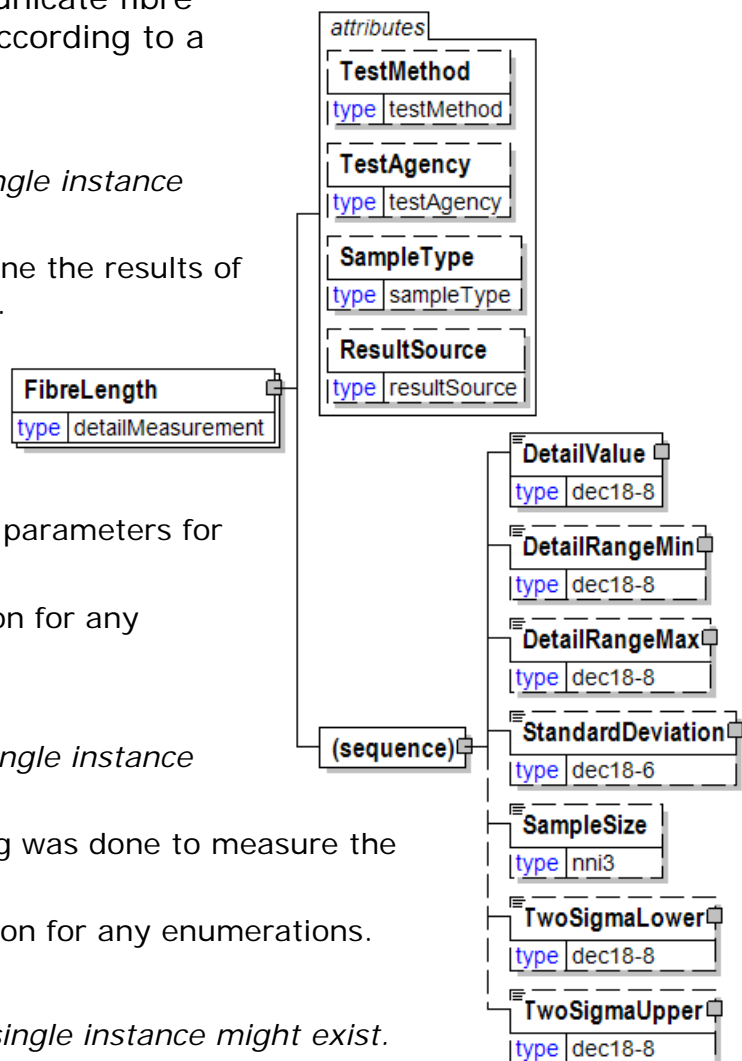 unicate fibre
ccording to a
ngle instance
ne the results of
.
parameters for
on for any
ngle instance
g was done to measure the
on for any enumerations.
single instance might exist.
FibreLength
type detailMeasurement
attributes
TestMethod
type testMethod
TestAgency
type testAgency
SampleType
type sampleType
ResultSource
type resultSource
(sequence)
DetailValue
type dec18-8
DetailRangeMin
type dec18-8
DetailRangeMax
type dec18-8
StandardDeviation
type dec18-6
SampleSize
type nni3
TwoSigmaLower
type dec18-8
TwoSigmaUpper
type dec18-8